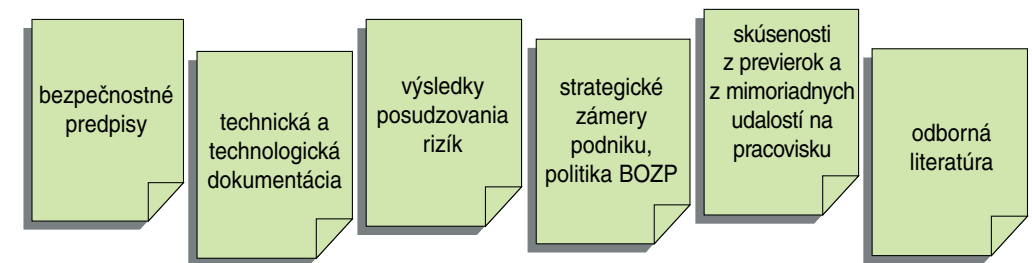 bezpečnostné
predpisy
technická a
technologická
dokumentácia
výsledky
posudzovania
rizík
strategické
zámery
podniku,
politika BOZP
skúsenosti
z previerok a
z mimoriadnych
udalostí na
pracovisku
odborná
literatúra